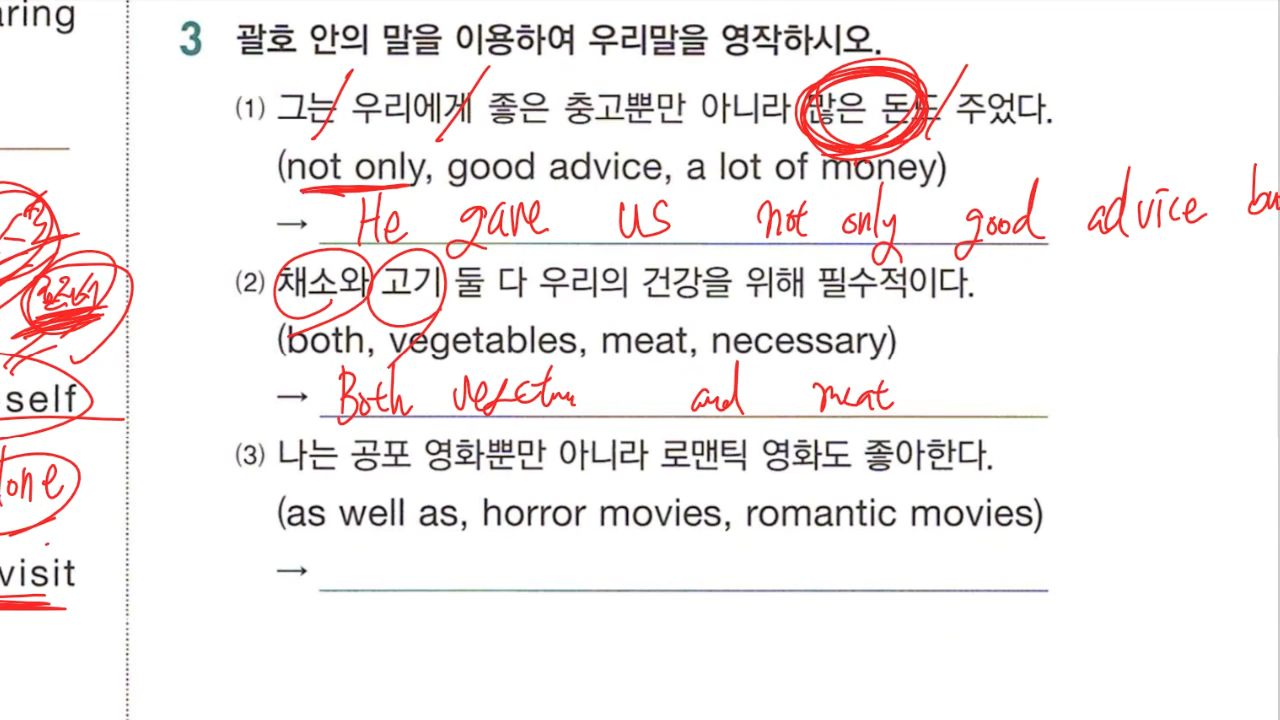 aring
3 괄호 안의 말을 이용하여 우리말을 영작하시오.
(1) 그는 우리에게 좋은 충고뿐만 아니라 많은 돈도 주었다.
(not only, good advice, a lot of money)
→ He gave us not only good advice bu
(2) 채소와 고기 둘 다 우리의 건강을 위해 필수적이다.
(both, vegetables, meat, necessary)
→ Both and meat
self
(3) 나는 공포 영화뿐만 아니라 로맨틱 영화도 좋아한다.
lone
(as well as, horror movies, romantic movies)
→
visit